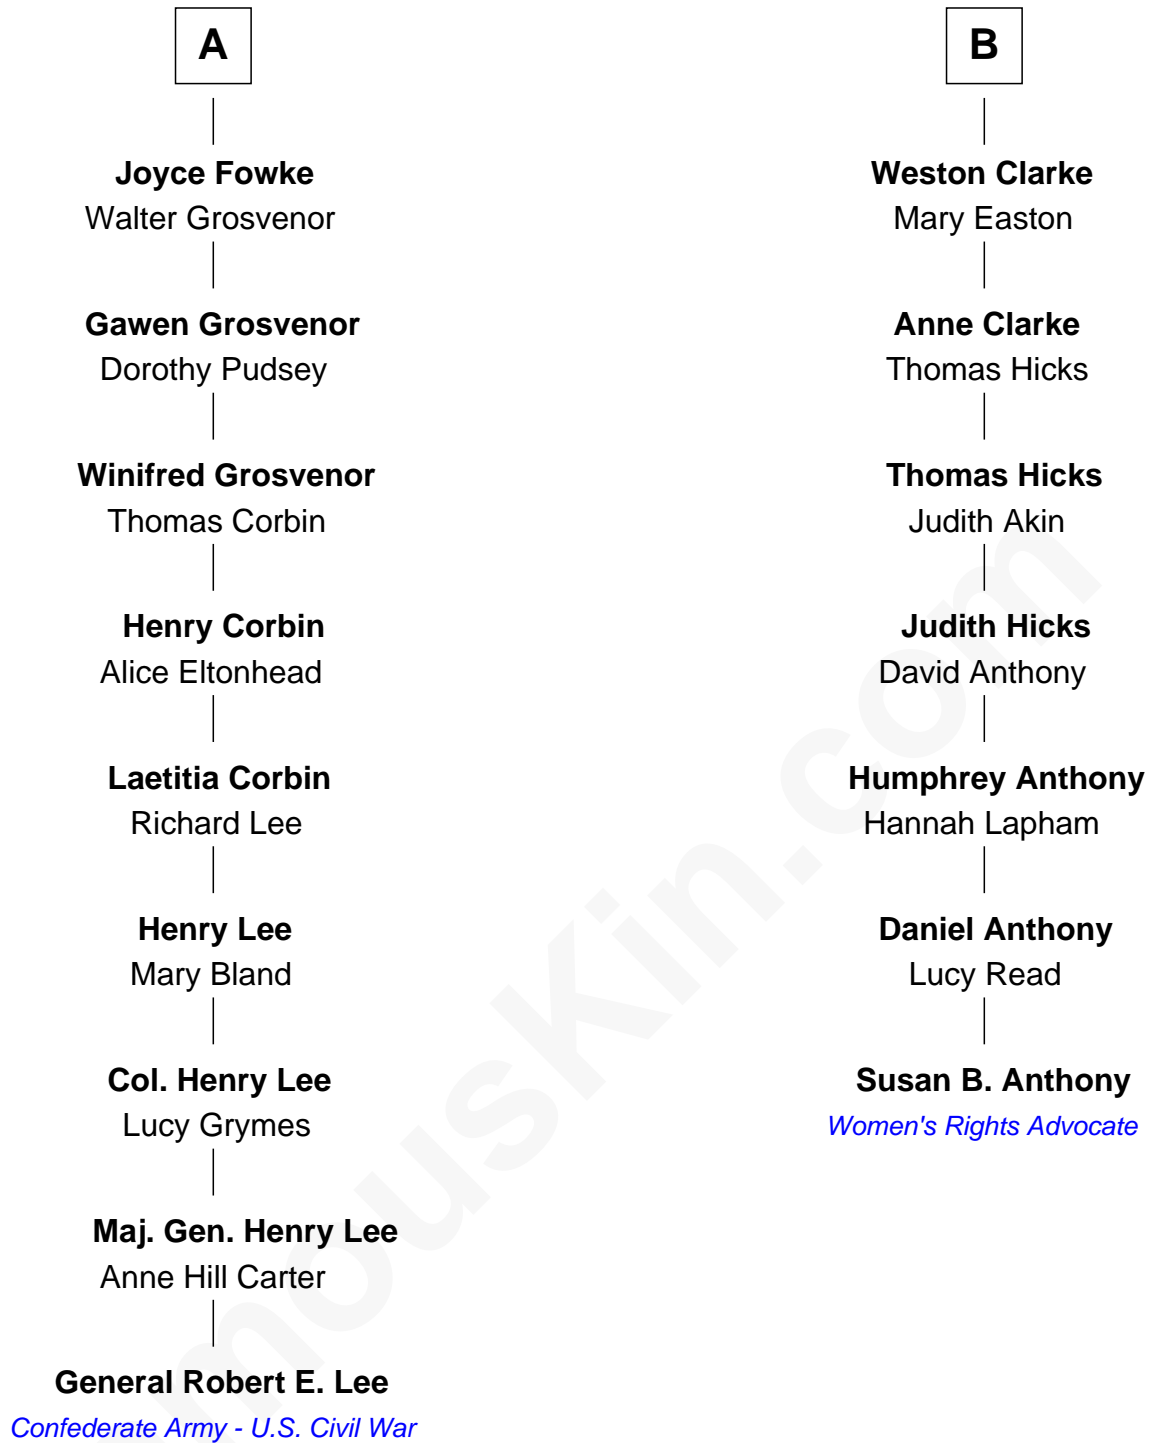 A
Joyce Fowke
Walter Grosvenor
Gawen Grosvenor
Dorothy Pudsey
Winifred Grosvenor
Thomas Corbin
Henry Corbin
Alice Eltonhead
Laetitia Corbin
Richard Lee
Henry Lee
Mary Bland
Col. Henry Lee
Lucy Grymes
Maj. Gen. Henry Lee
Anne Hill Carter
General Robert E. Lee
Confederate Army - U.S. Civil War
B
Weston Clarke
Mary Easton
Anne Clarke
Thomas Hicks
Thomas Hicks
Judith Akin
Judith Hicks
David Anthony
Humphrey Anthony
Hannah Lapham
Daniel Anthony
Lucy Read
Susan B. Anthony
Women's Rights Advocate
mousKin.com